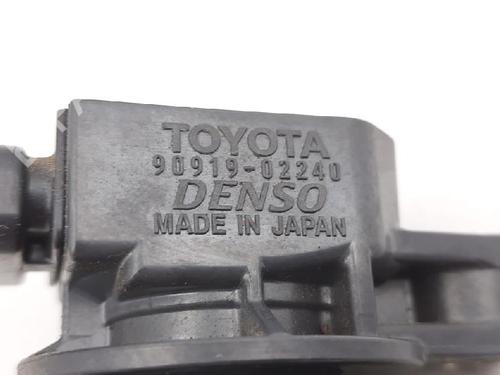 TOYOTA
90919-02240
DENSO
MADE IN JAPAN